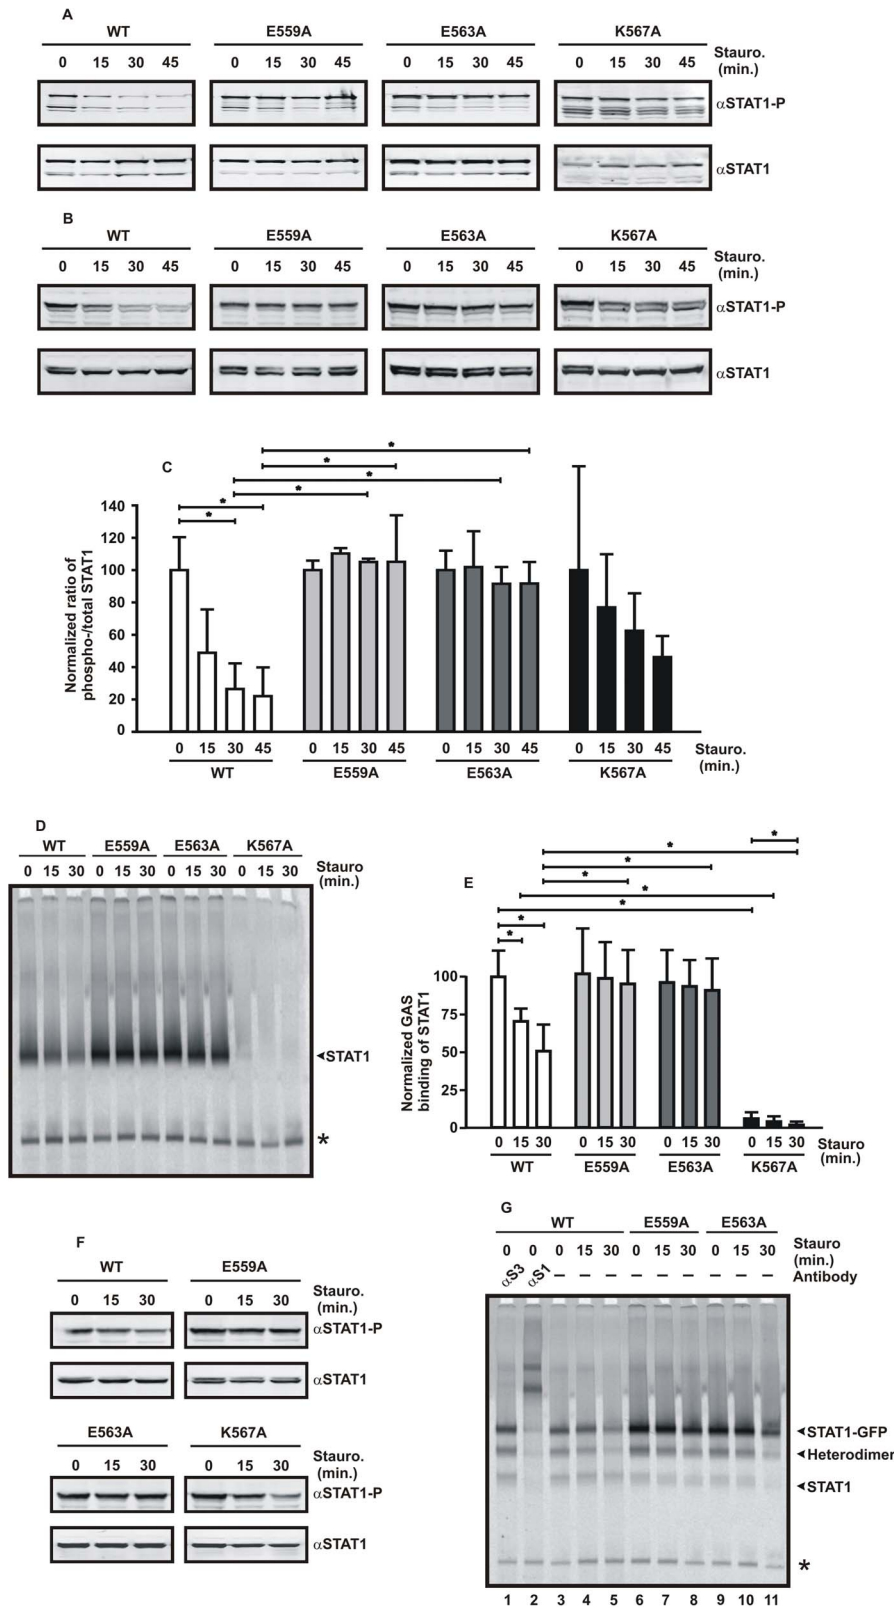 A
WT E559A E563A K567A
0 15 30 45 0 15 30 45 0 15 30 45 0 15 30 45 Stauro. (min.)
αSTAT1-P
αSTAT1
B
WT E559A E563A K567A
0 15 30 45 0 15 30 45 0 15 30 45 0 15 30 45 Stauro. (min.)
αSTAT1-P
αSTAT1
C
* 
*
*
*
*
*
Normalized ratio of
phospho-/total STAT1
140
120
100
80
60
40
20
0
0 15 30 45 0 15 30 45 0 15 30 45 0 15 30 45 Stauro.
WT E559A E563A K567A (min.)
D
WT E559A E563A K567A
0 15 30 0 15 30 0 15 30 0 15 30 Stauro (min.)
◄STAT1
*
E
*
*
*
*
*
*
*
*
Normalized GAS
binding of STAT1
100
75
50
25
0
0 15 30 0 15 30 0 15 30 0 15 30 Stauro
WT E559A E563A K567A (min.)
F
WT E559A
0 15 30 0 15 30 Stauro. (min.)
αSTAT1-P
αSTAT1
E563A K567A
0 15 30 0 15 30 Stauro. (min.)
αSTAT1-P
αSTAT1
G
WT E559A E563A
0 0 0 15 30 0 15 30 0 15 30 Stauro (min.)
αS3 αS1 – – – – – – – – – Antibody
◄STAT1-GFP
◄Heterodimer
◄STAT1
*
1 2 3 4 5 6 7 8 9 10 11